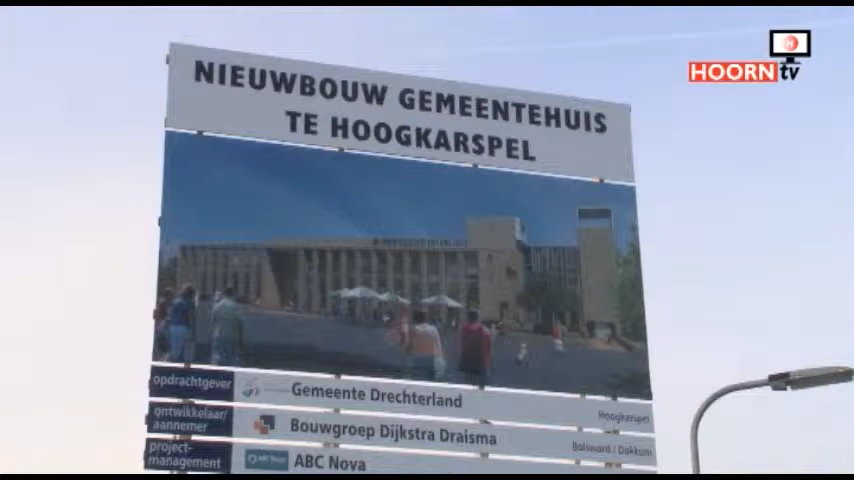 HOORN tv
NIEUWBOUW GEMEENTEHUIS
TE HOOGKARSPEL
opdrachtgever
Gemeente Drechterland
Hoogkarspel
ontwikkelaar/
aannemer
Bouwgroep Dijkstra Draisma
Bolsward / Dokkum
project-
management
ABC Nova